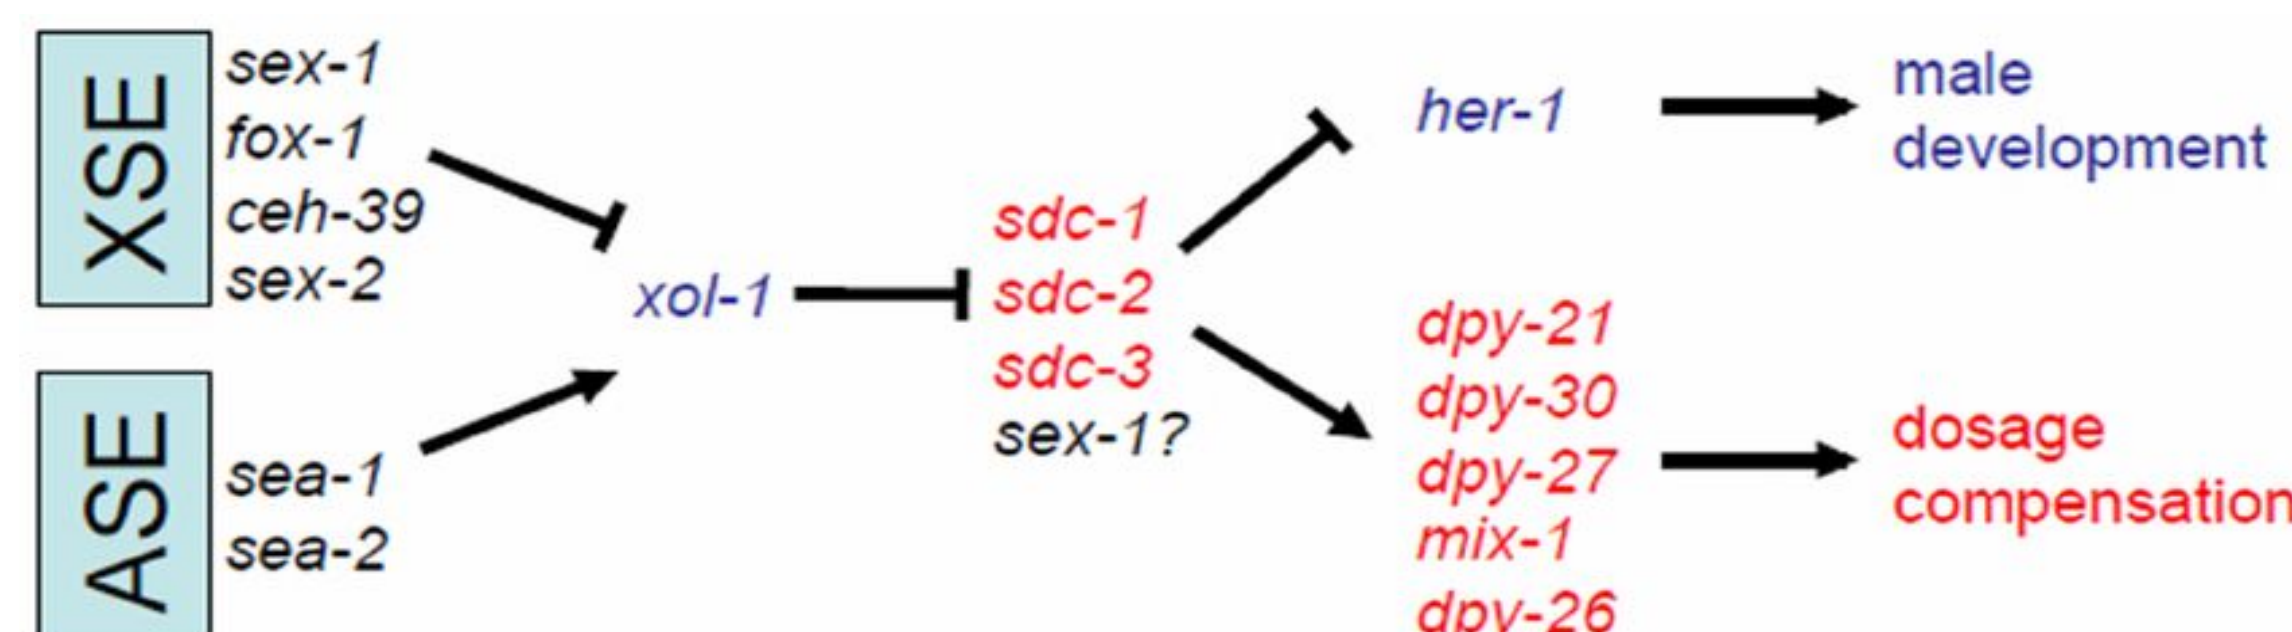 XSE
sex-1
fox-1
ceh-39
sex-2
ASE
sea-1
sea-2
xol-1
sdc-1
sdc-2
sdc-3
sex-1?
her-1
male
development
dpy-21
dpy-30
dpy-27
mix-1
dpy-26
dosage
compensation